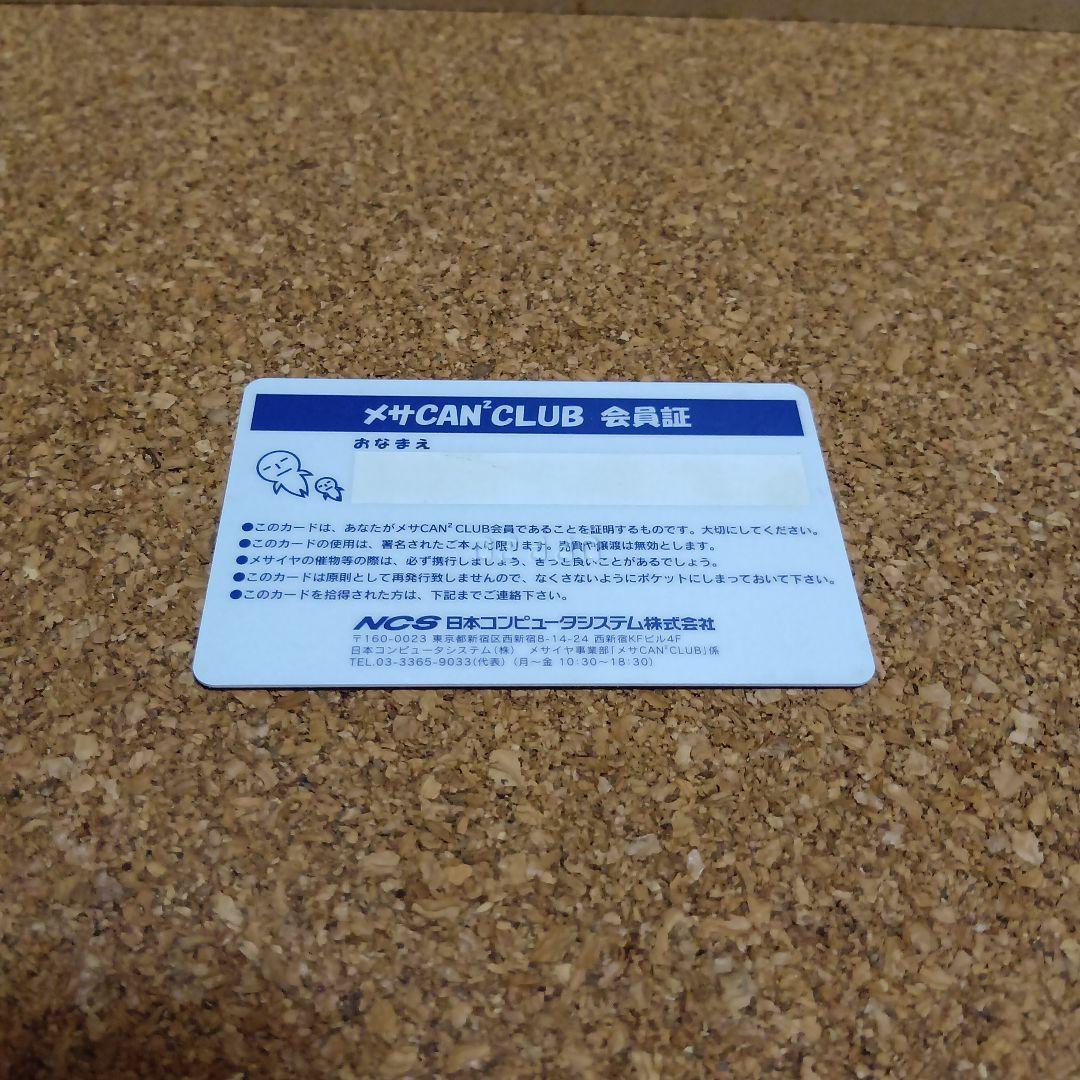 メサCAN²CLUB 会員証
おなまえ
●このカードは、あなたがメサCAN²CLUB会員であることを証明するものです。大切にしてください。
●このカードの使用は、署名されたご本人に限ります。売買や譲渡は無効とします。
●メサイヤの催物等の際は、必ず携行しましょう、きっと良いことがあるでしょう。
●このカードは原則として再発行致しませんので、なくさないようにポケットにしまっておいて下さい。
●このカードを拾得された方は、下記までご連絡下さい。
NCS 日本コンピュータシステム株式会社
〒160-0023 東京都新宿区西新宿8-14-24 西新宿KFビル4F
日本コンピュータシステム(株) メサイヤ事業部「メサCAN²CLUB」係
TEL.03-3365-9033(代表) (月〜金 10:30〜18:30)